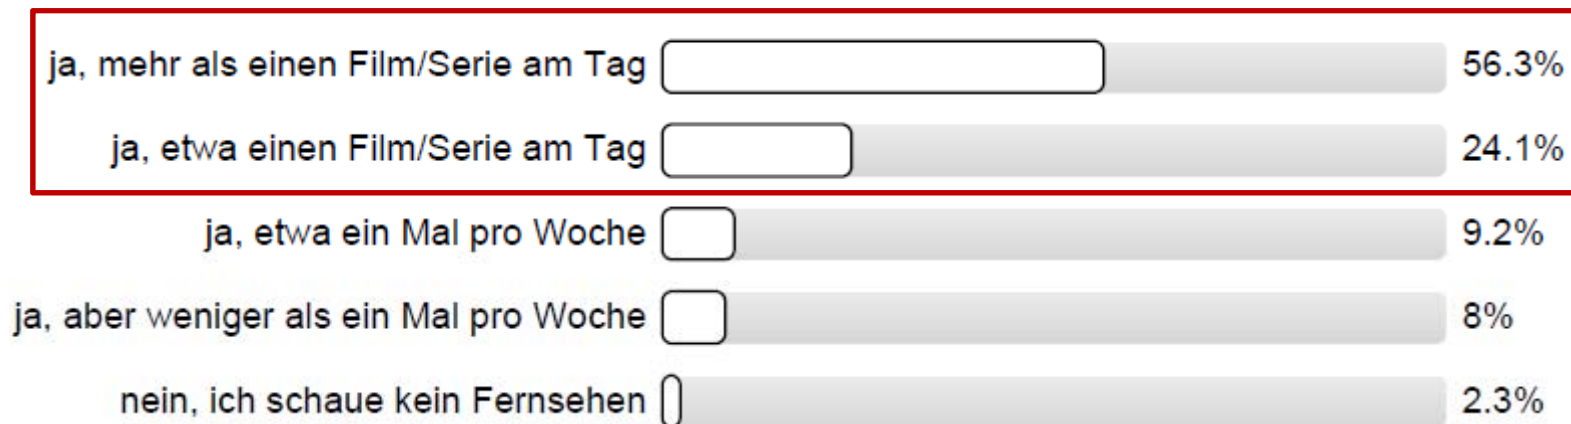 ja, mehr als einen Film/Serie am Tag 56.3%
ja, etwa einen Film/Serie am Tag 24.1%
ja, etwa ein Mal pro Woche 9.2%
ja, aber weniger als ein Mal pro Woche 8%
nein, ich schaue kein Fernsehen 2.3%